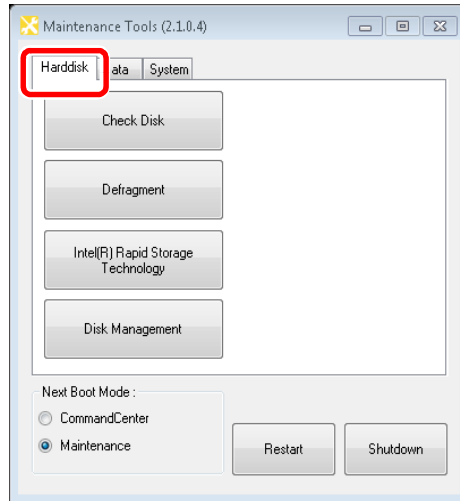 Maintenance Tools (2.1.0.4)
Harddisk ata System
Check Disk
Defragment
Intel(R) Rapid Storage
Technology
Disk Management
Next Boot Mode :
CommandCenter
Maintenance
Restart Shutdown